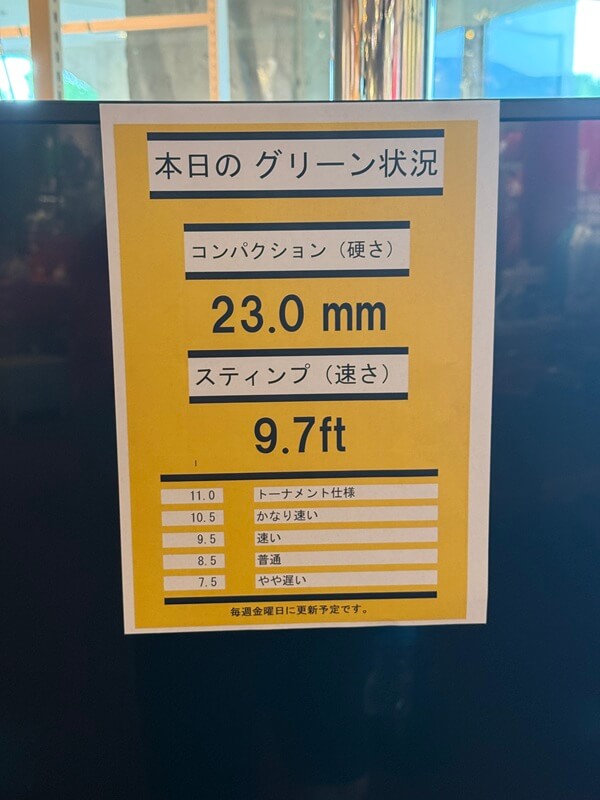 本日の グリーン状況
コンパクション（硬さ）
23.0 mm
スティンプ（速さ）
9.7ft
11.0 トーナメント仕様
10.5 かなり速い
9.5 速い
8.5 普通
7.5 やや遅い
毎週金曜日に更新予定です。